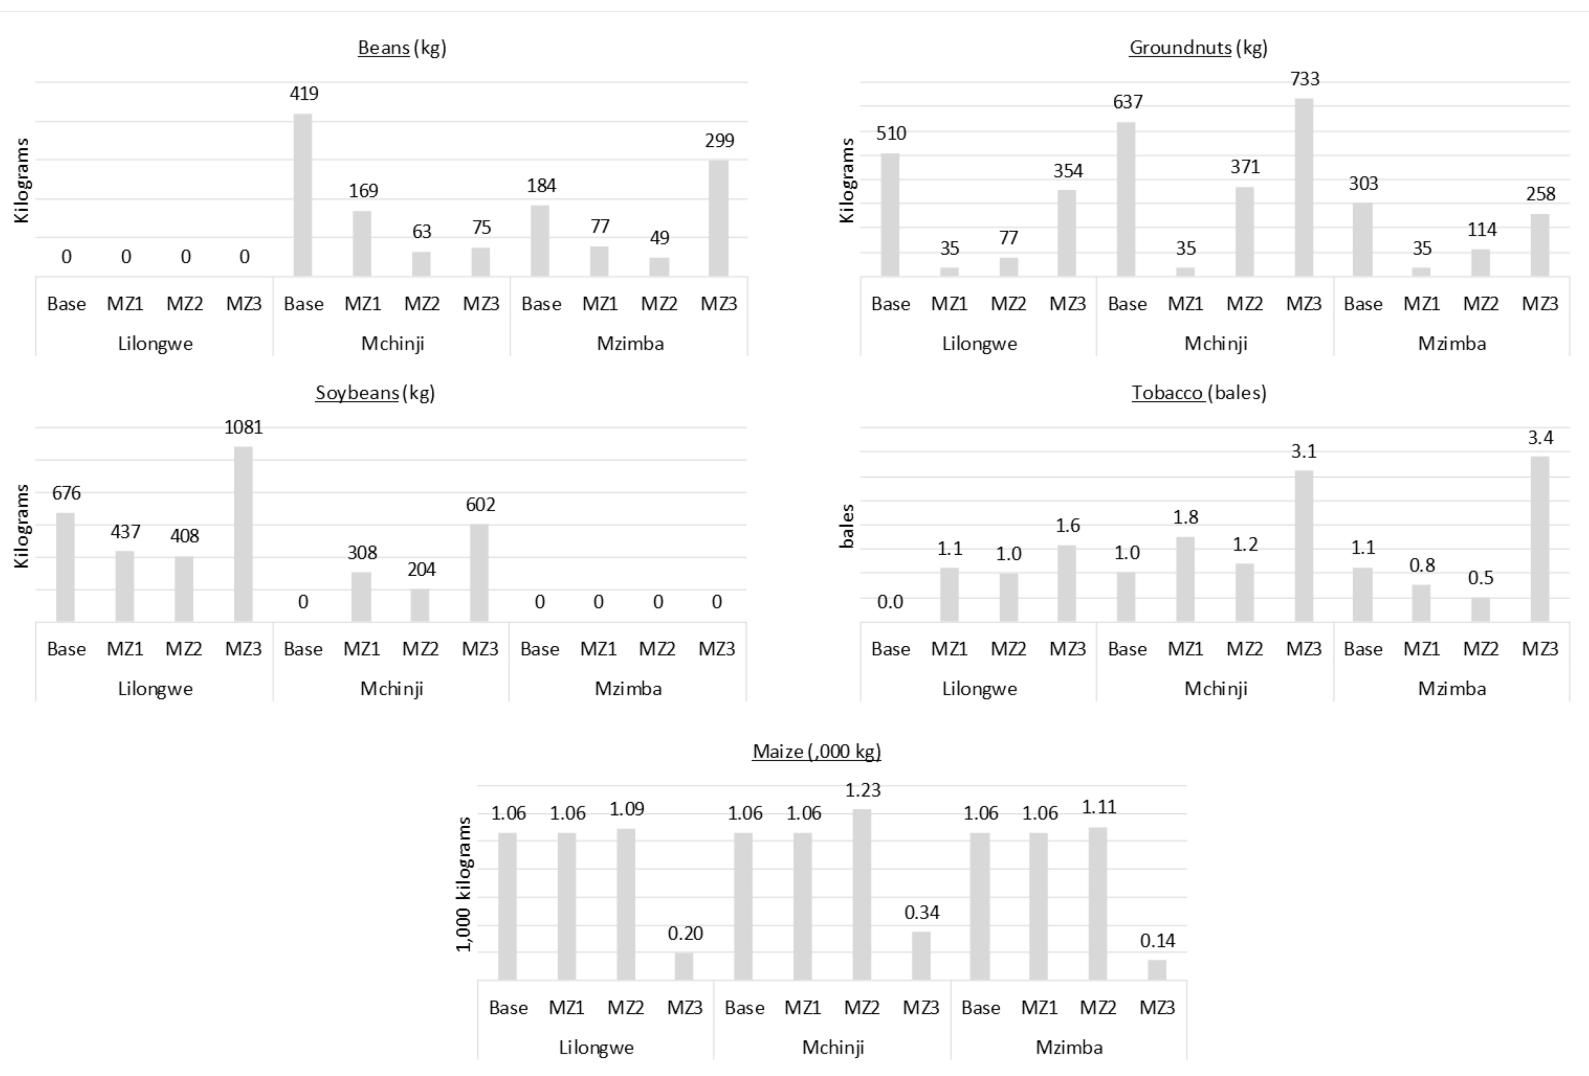 Beans (kg)
Kilograms
419
169
63
75
184
77
49
299
0 0 0 0
Base MZ1 MZ2 MZ3 Base MZ1 MZ2 MZ3 Base MZ1 MZ2 MZ3
Lilongwe Mchinji Mzimba
Groundnuts (kg)
Kilograms
510
35
77
354
637
35
371
733
303
35
114
258
Base MZ1 MZ2 MZ3 Base MZ1 MZ2 MZ3 Base MZ1 MZ2 MZ3
Lilongwe Mchinji Mzimba
Soybeans (kg)
Kilograms
676
437
408
1081
0
308
204
602
0 0 0 0
Base MZ1 MZ2 MZ3 Base MZ1 MZ2 MZ3 Base MZ1 MZ2 MZ3
Lilongwe Mchinji Mzimba
Tobacco (bales)
bales
0.0
1.1
1.0
1.6
1.0
1.8
1.2
3.1
1.1
0.8
0.5
3.4
Base MZ1 MZ2 MZ3 Base MZ1 MZ2 MZ3 Base MZ1 MZ2 MZ3
Lilongwe Mchinji Mzimba
Maize (,000 kg)
1,000 kilograms
1.06
1.06
1.09
0.20
1.06
1.06
1.23
0.34
1.06
1.06
1.11
0.14
Base MZ1 MZ2 MZ3 Base MZ1 MZ2 MZ3 Base MZ1 MZ2 MZ3
Lilongwe Mchinji Mzimba